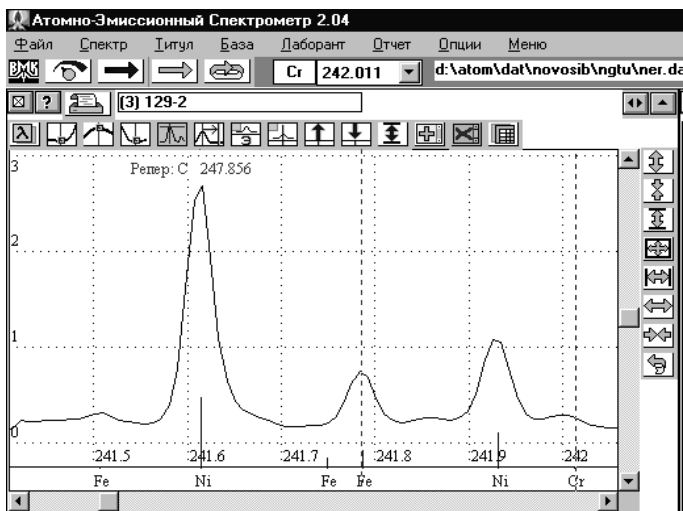 Атомно-Эмиссионный Спектрометр 2.04
Файл Спектр Титул База Лаборант Отчет Опции Меню
ВМК Cr 242.011 d:\atom\dat\novosib\ngtu\ner.da
? (3) 129-2
λ Э
3 Репер: C 247.856
2
1
0
241.5 241.6 241.7 241.8 241.9 242
Fe Ni Fe Fe Ni Cr